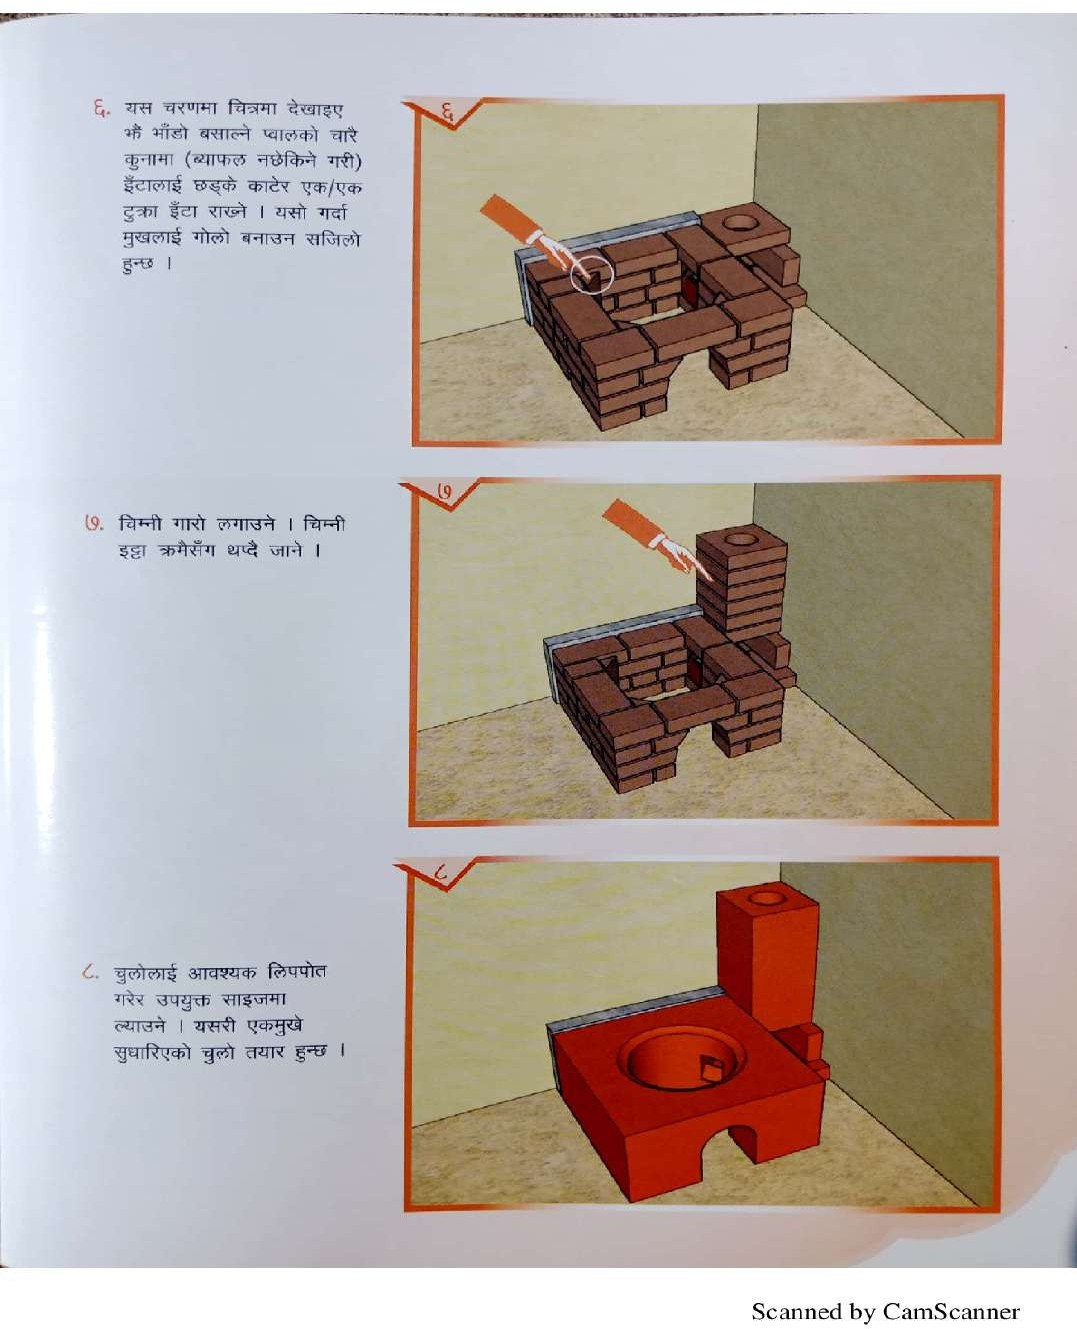 ६. यस चरणमा चित्रमा देखाइए
झैं भाँडो बसाल्ने प्वालको चारै
कुनामा (ब्याफल नछेकिने गरी)
इँटालाई छड्के काटेर एक/एक
टुक्रा इँटा राख्ने । यसो गर्दा
मुखलाई गोलो बनाउन सजिलो
हुन्छ ।
६
७. चिम्नी गारो लगाउने । चिम्नी
इट्टा क्रमैसँग थप्दै जाने ।
७
८. चुलोलाई आवश्यक लिपपोत
गरेर उपयुक्त साइजमा
ल्याउने । यसरी एकमुखे
सुधारिएको चुलो तयार हुन्छ ।
८
Scanned by CamScanner